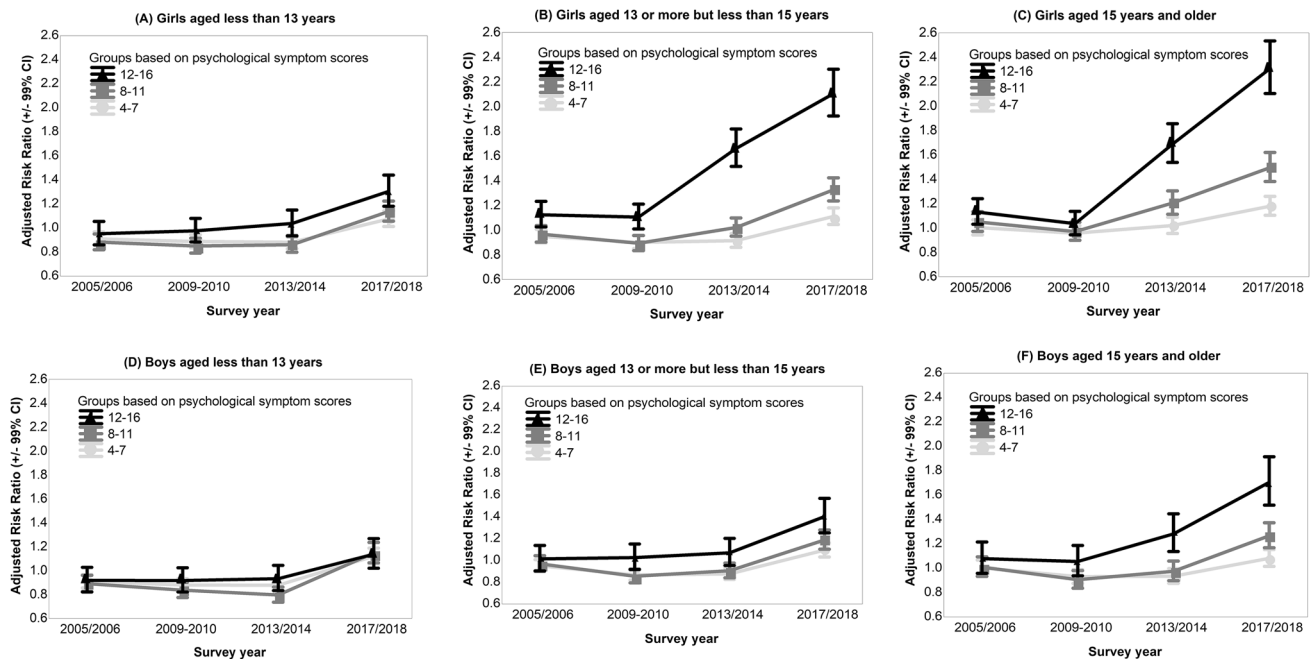 (A) Girls aged less than 13 years
Adjusted Risk Ratio (+/- 99% CI)
2.6
2.4
2.2
2.0
1.8
1.6
1.4
1.2
1.0
0.8
0.6
Groups based on psychological symptom scores
12-16
8-11
4-7
2005/2006 2009-2010 2013/2014 2017/2018
Survey year
(B) Girls aged 13 or more but less than 15 years
Adjusted Risk Ratio (+/- 99% CI)
2.6
2.4
2.2
2.0
1.8
1.6
1.4
1.2
1.0
0.8
0.6
Groups based on psychological symptom scores
12-16
8-11
4-7
2005/2006 2009-2010 2013/2014 2017/2018
Survey year
(C) Girls aged 15 years and older
Adjusted Risk Ratio (+/- 99% CI)
2.6
2.4
2.2
2.0
1.8
1.6
1.4
1.2
1.0
0.8
0.6
Groups based on psychological symptom scores
12-16
8-11
4-7
2005/2006 2009-2010 2013/2014 2017/2018
Survey year
(D) Boys aged less than 13 years
Adjusted Risk Ratio (+/- 99% CI)
2.6
2.4
2.2
2.0
1.8
1.6
1.4
1.2
1.0
0.8
0.6
Groups based on psychological symptom scores
12-16
8-11
4-7
2005/2006 2009-2010 2013/2014 2017/2018
Survey year
(E) Boys aged 13 or more but less than 15 years
Adjusted Risk Ratio (+/- 99% CI)
2.6
2.4
2.2
2.0
1.8
1.6
1.4
1.2
1.0
0.8
0.6
Groups based on psychological symptom scores
12-16
8-11
4-7
2005/2006 2009-2010 2013/2014 2017/2018
Survey year
(F) Boys aged 15 years and older
Adjusted Risk Ratio (+/- 99% CI)
2.6
2.4
2.2
2.0
1.8
1.6
1.4
1.2
1.0
0.8
0.6
Groups based on psychological symptom scores
12-16
8-11
4-7
2005/2006 2009-2010 2013/2014 2017/2018
Survey year